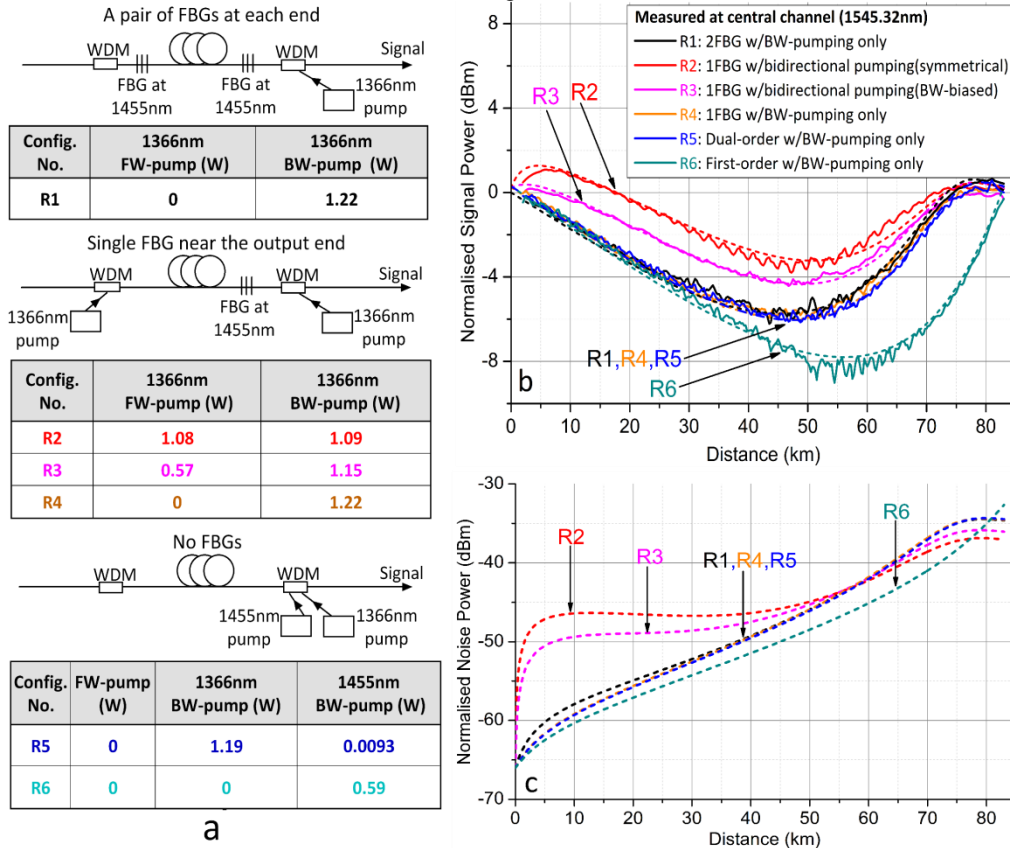 A pair of FBGs at each end
WDM
Signal
FBG at
1455nm
FBG at
1455nm
WDM
1366nm
pump
Config. No. 1366nm FW-pump (W) 1366nm BW-pump (W)
R1 0 1.22
Single FBG near the output end
WDM
WDM
Signal
1366nm
pump
FBG at
1455nm
1366nm
pump
Config. No. 1366nm FW-pump (W) 1366nm BW-pump (W)
R2 1.08 1.09
R3 0.57 1.15
R4 0 1.22
No FBGs
WDM
WDM
Signal
1455nm
pump
1366nm
pump
Config. No. FW-pump (W) 1366nm BW-pump (W) 1455nm BW-pump (W)
R5 0 1.19 0.0093
R6 0 0 0.59
a
Normalised Signal Power (dBm)
8
4
0
-4
-8
Measured at central channel (1545.32nm)
R1: 2FBG w/BW-pumping only
R2: 1FBG w/bidirectional pumping(symmetrical)
R3: 1FBG w/bidirectional pumping(BW-biased)
R4: 1FBG w/BW-pumping only
R5: Dual-order w/BW-pumping only
R6: First-order w/BW-pumping only
R3 R2
R1,R4,R5
R6
b
0 10 20 30 40 50 60 70 80
Distance (km)
Normalised Noise Power (dBm)
-30
-40
-50
-60
-70
R2
R3
R1,R4,R5
R6
c
0 10 20 30 40 50 60 70 80
Distance (km)